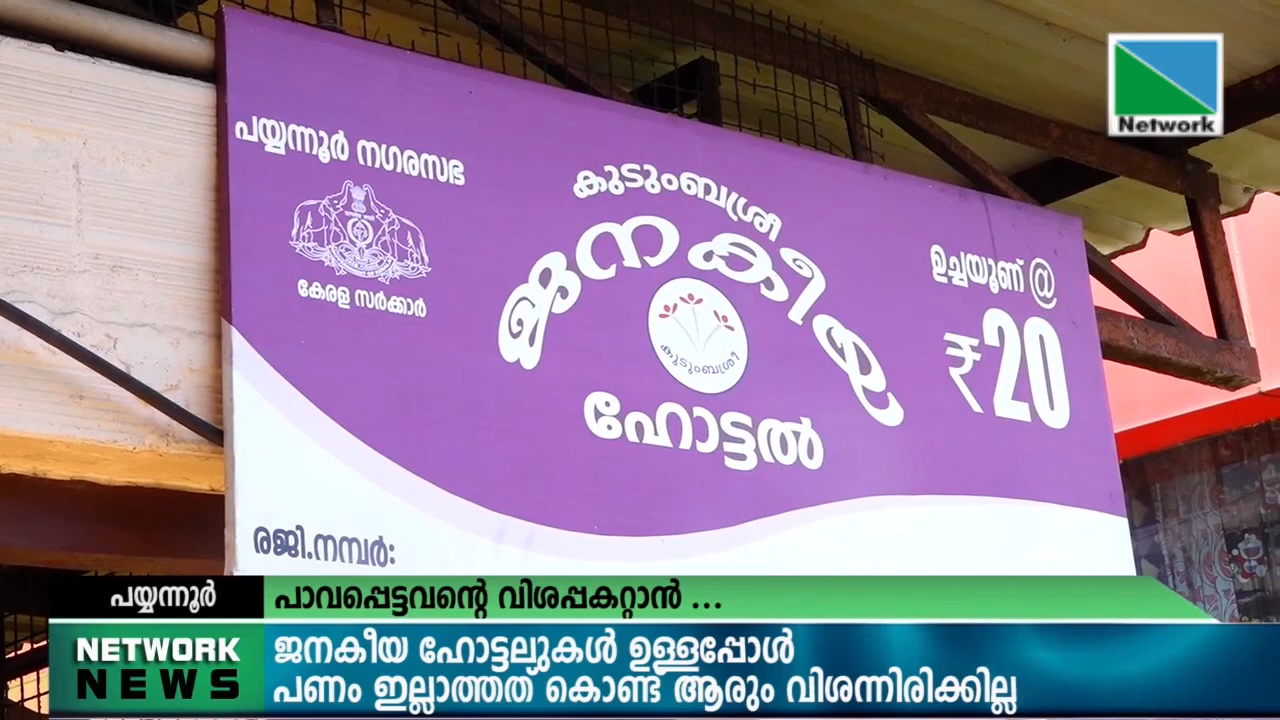 Network
പയ്യന്നൂർ നഗരസഭ
കേരള സർക്കാർ
കുടുംബശ്രീ
ജനകീയ
കുടുംബശ്രീ
ഹോട്ടൽ
ഉച്ചയൂണ് @
₹20
രജി.നമ്പർ:
പയ്യന്നൂർ
പാവപ്പെട്ടവന്റെ വിശപ്പകറ്റാൻ ...
NETWORK
NEWS
ജനകീയ ഹോട്ടലുകൾ ഉള്ളപ്പോൾ
പണം ഇല്ലാത്തത് കൊണ്ട് ആരും വിശന്നിരിക്കില്ല